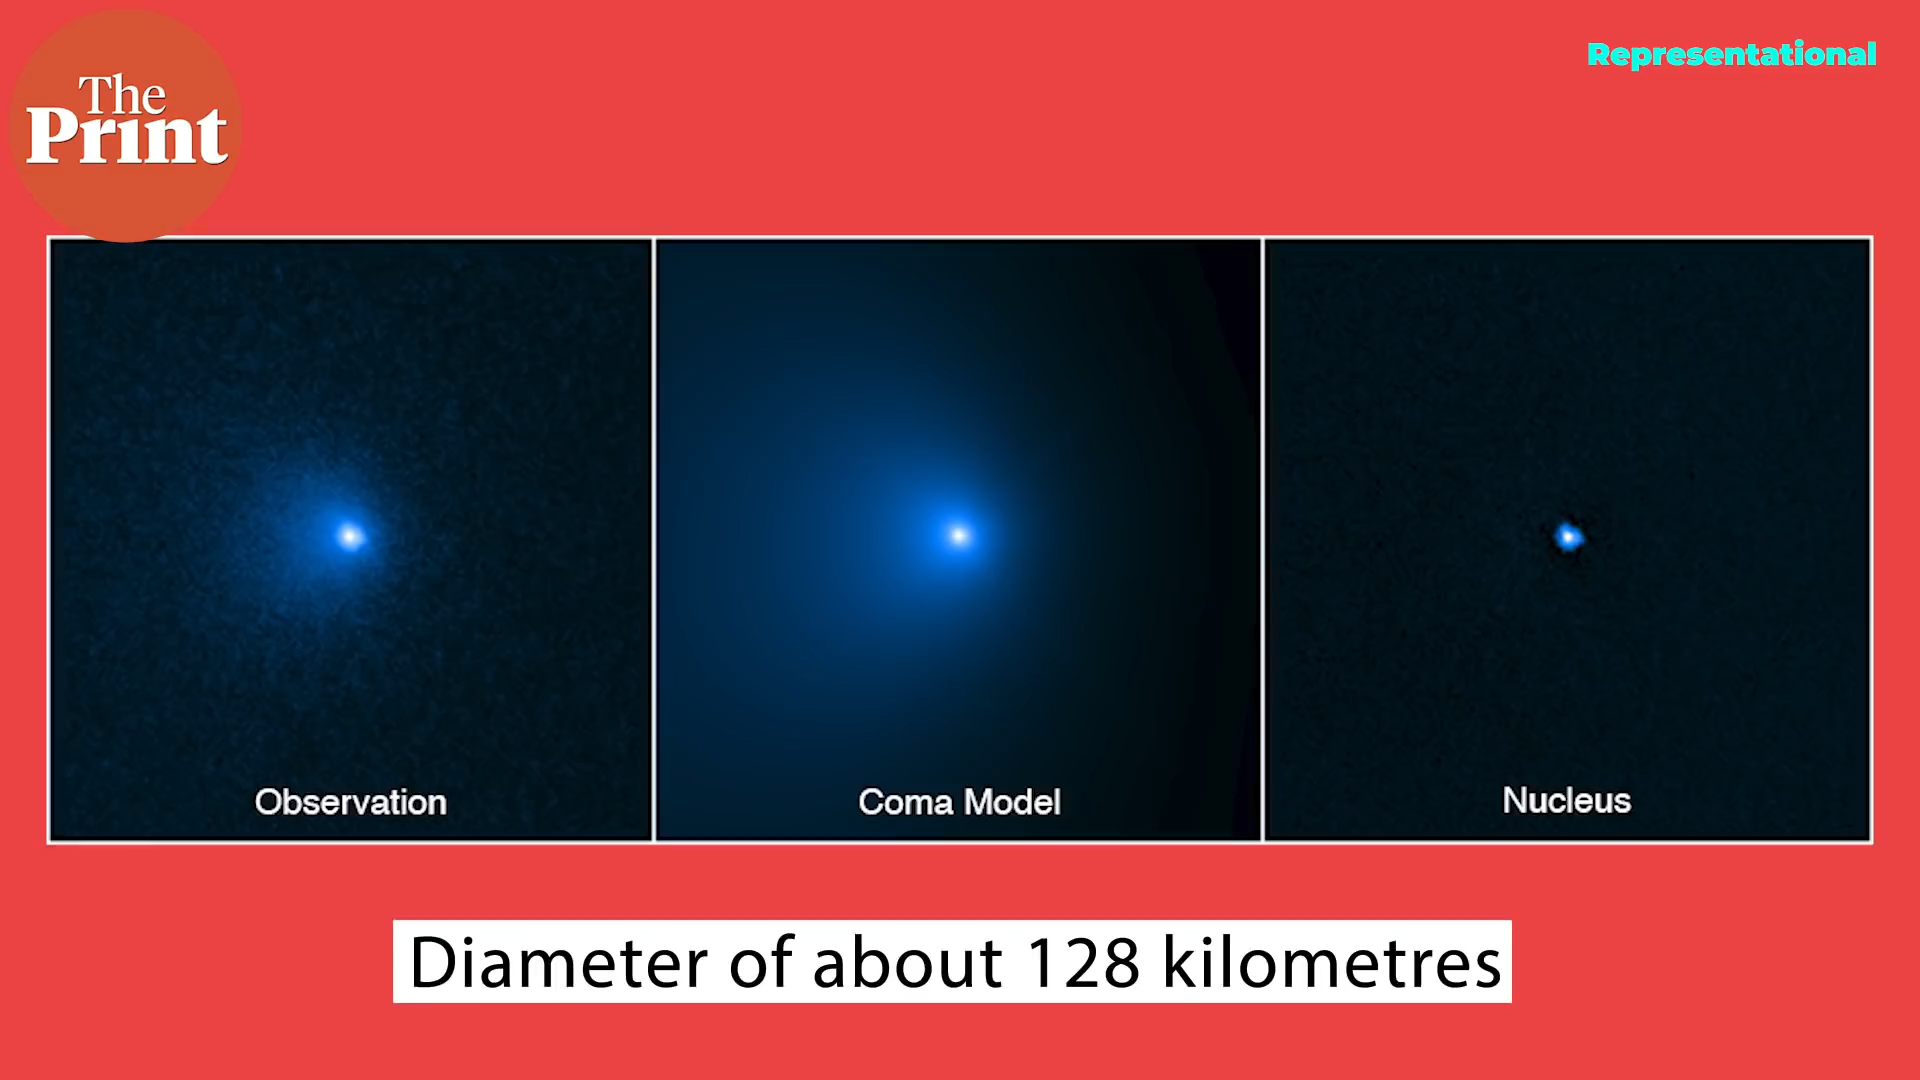 The
Print
Representational
Observation
Coma Model
Nucleus
Diameter of about 128 kilometres